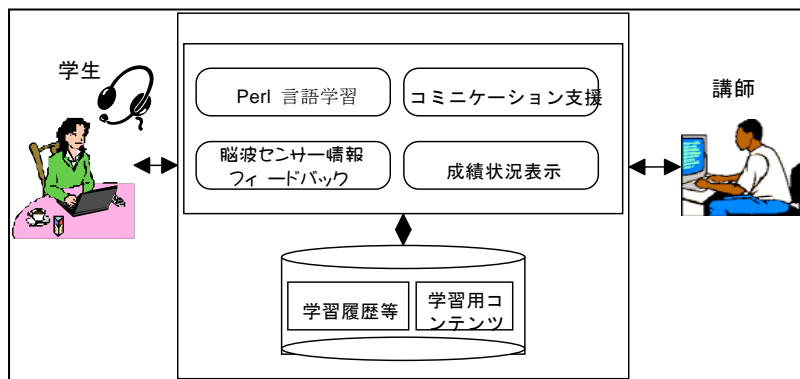 学生
Perl 言語学習
コミニケーション支援
講師
脳波センサー情報
フィードバック
成績状況表示
学習履歴等
学習用コ
ンテンツ